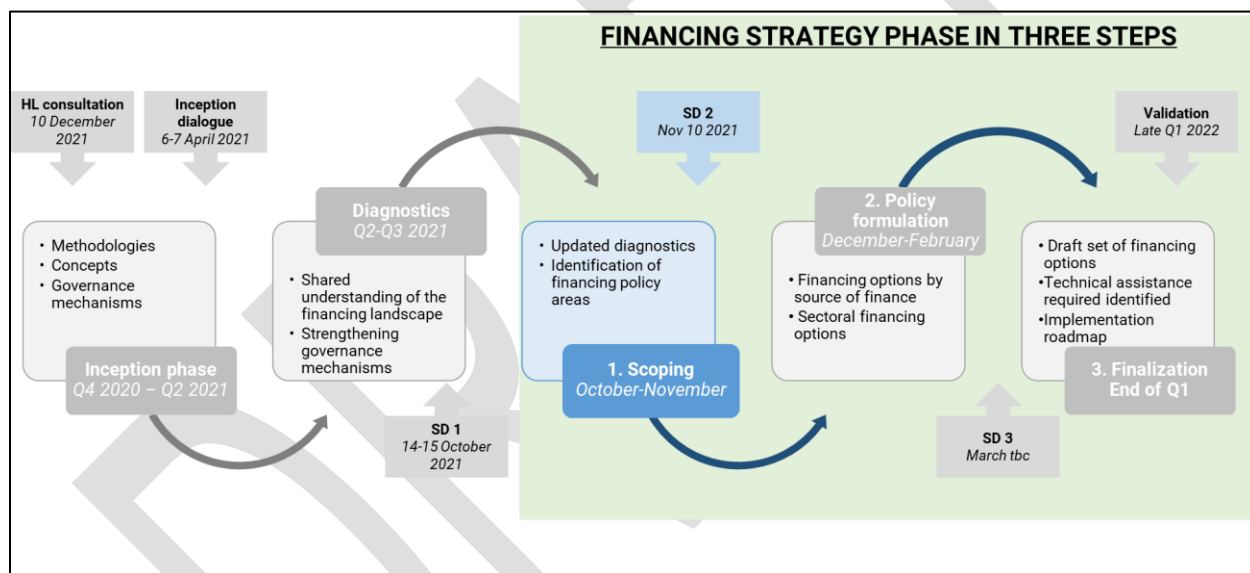 FINANCING STRATEGY PHASE IN THREE STEPS
HL consultation
10 December
2021
Inception
dialogue
6-7 April 2021
SD 2
Nov 10 2021
Validation
Late Q1 2022
• Methodologies
• Concepts
• Governance
mechanisms
Inception phase
Q4 2020 – Q2 2021
Diagnostics
Q2-Q3 2021
• Shared
understanding of the
financing landscape
• Strengthening
governance
mechanisms
SD 1
14-15 October
2021
• Updated diagnostics
• Identification of
financing policy
areas
1. Scoping
October-November
2. Policy
formulation
December-February
• Financing options by
source of finance
• Sectoral financing
options
SD 3
March tbc
• Draft set of financing
options
• Technical assistance
required identified
• Implementation
roadmap
3. Finalization
End of Q1